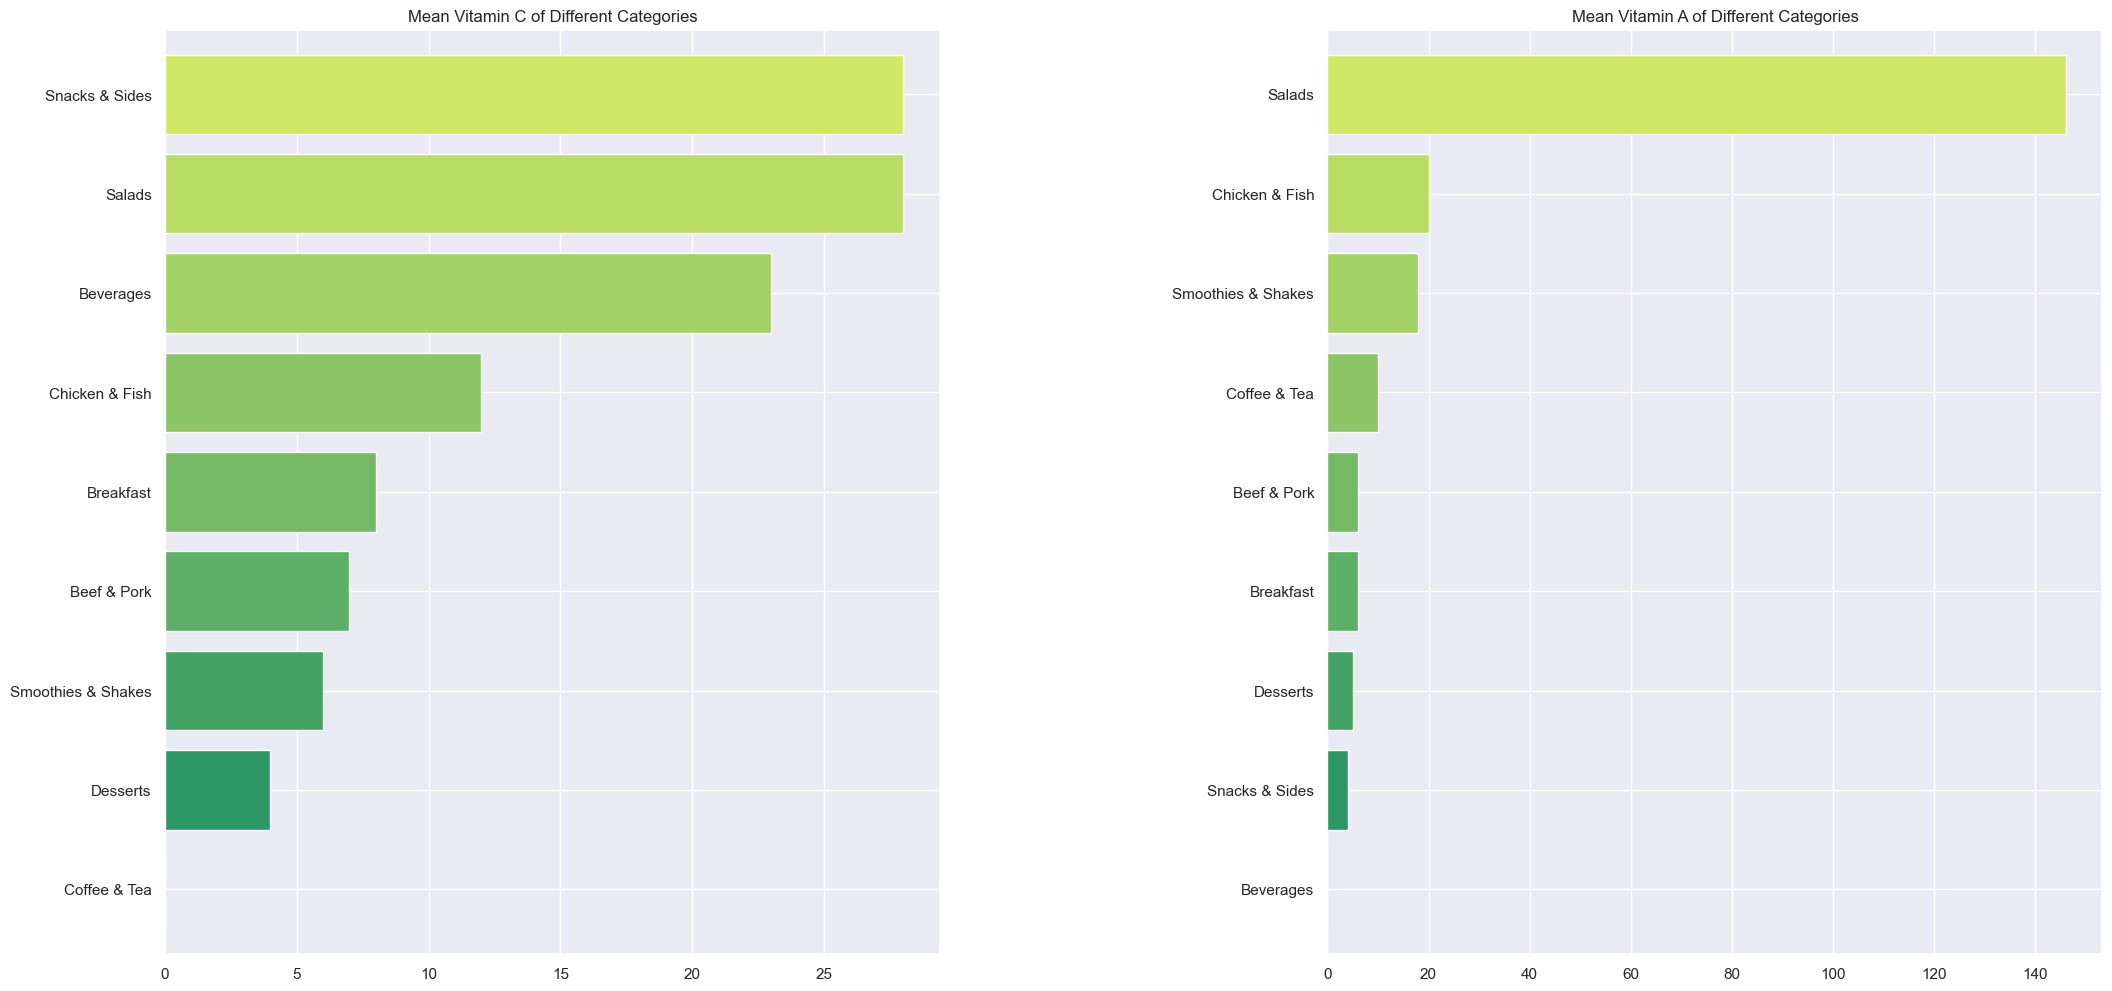 Mean Vitamin C of Different Categories
Snacks & Sides
Salads
Beverages
Chicken & Fish
Breakfast
Beef & Pork
Smoothies & Shakes
Desserts
Coffee & Tea
0 5 10 15 20 25
Mean Vitamin A of Different Categories
Salads
Chicken & Fish
Smoothies & Shakes
Coffee & Tea
Beef & Pork
Breakfast
Desserts
Snacks & Sides
Beverages
0 20 40 60 80 100 120 140